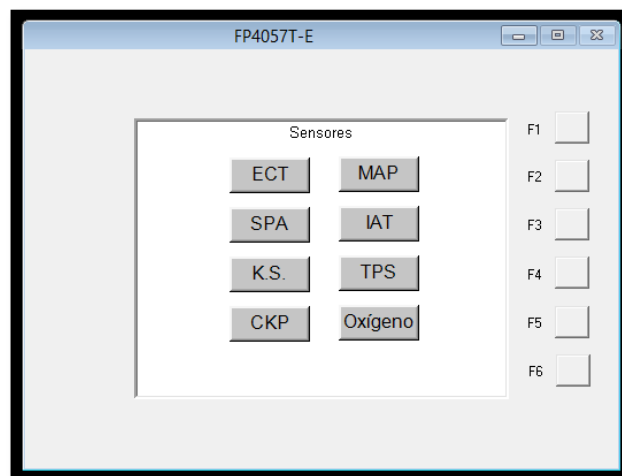 FP4057T-E
Sensores
ECT MAP
SPA IAT
K.S. TPS
CKP Oxígeno
F1
F2
F3
F4
F5
F6